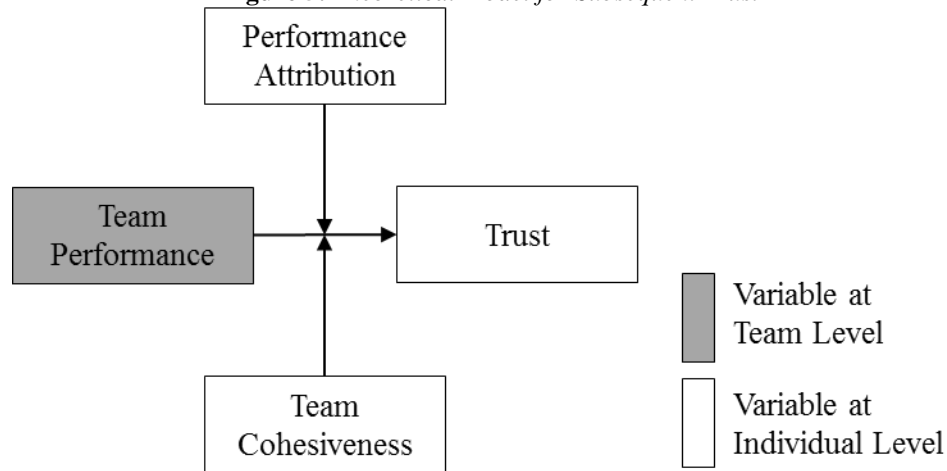 Performance
Attribution
Team
Performance
Trust
Team
Cohesiveness
Variable at
Team Level
Variable at
Individual Level